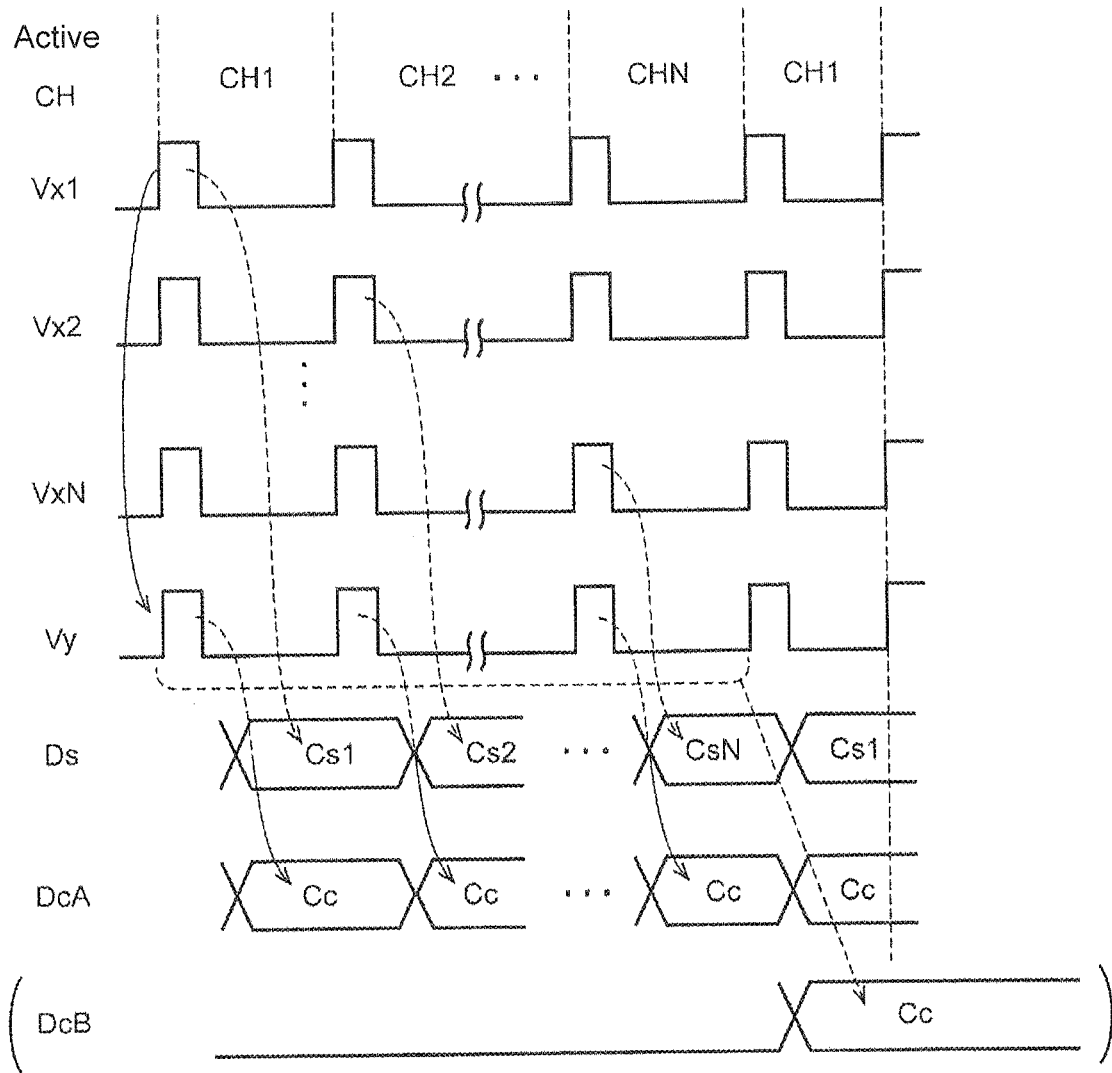 Active
CH
CH1 CH2 ··· CHN CH1
Vx1
Vx2
VxN
Vy
Ds Cs1 Cs2 ··· CsN Cs1
DcA Cc Cc ··· Cc Cc
( DcB Cc )